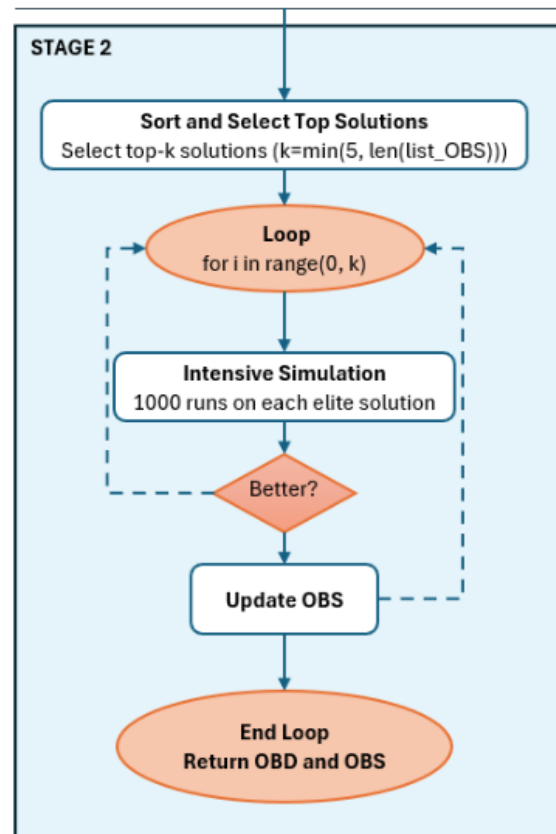 STAGE 2
Sort and Select Top Solutions
Select top-k solutions (k=min(5, len(list_OBS)))
Loop
for i in range(0, k)
Intensive Simulation
1000 runs on each elite solution
Better?
Update OBS
End Loop
Return OBD and OBS